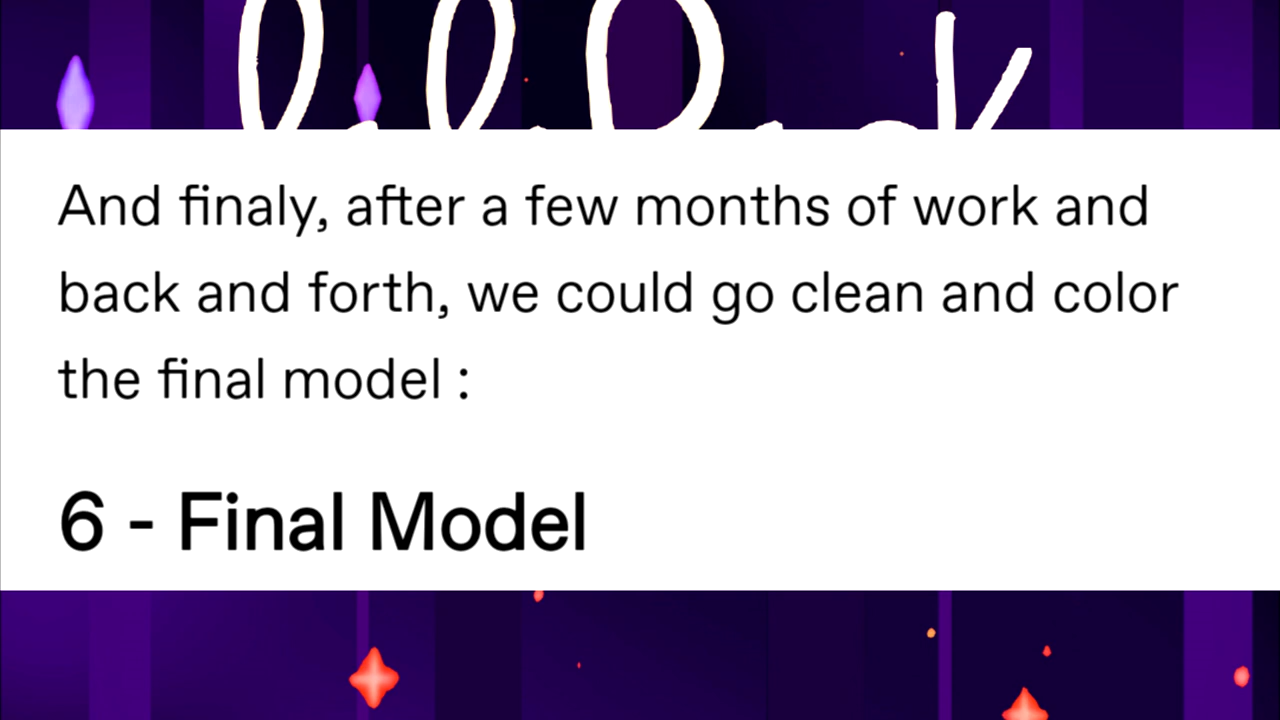 And finaly, after a few months of work and
back and forth, we could go clean and color
the final model :
6 - Final Model